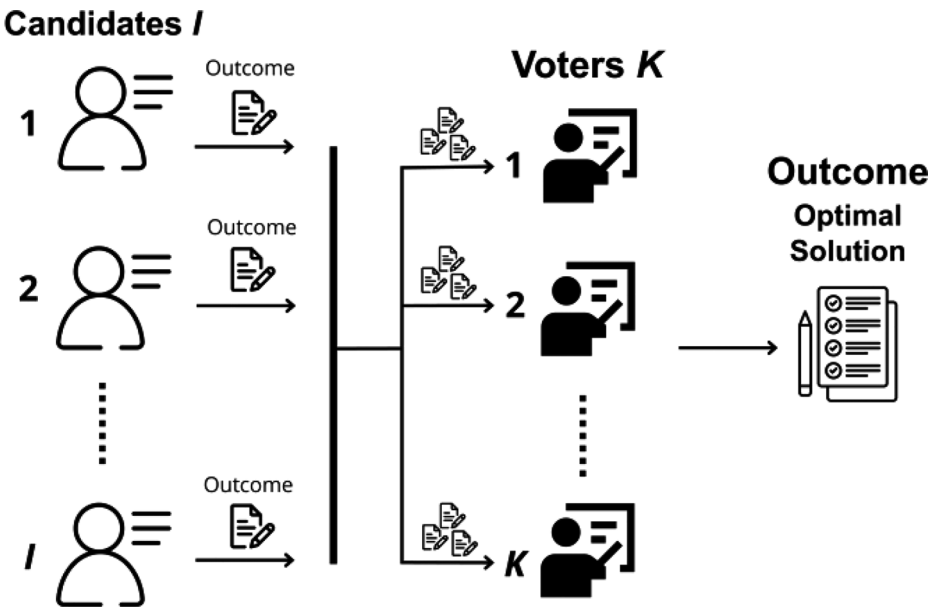 Candidates I
Outcome
1
Outcome
2
Outcome
I
Voters K
1
2
K
Outcome
Optimal
Solution